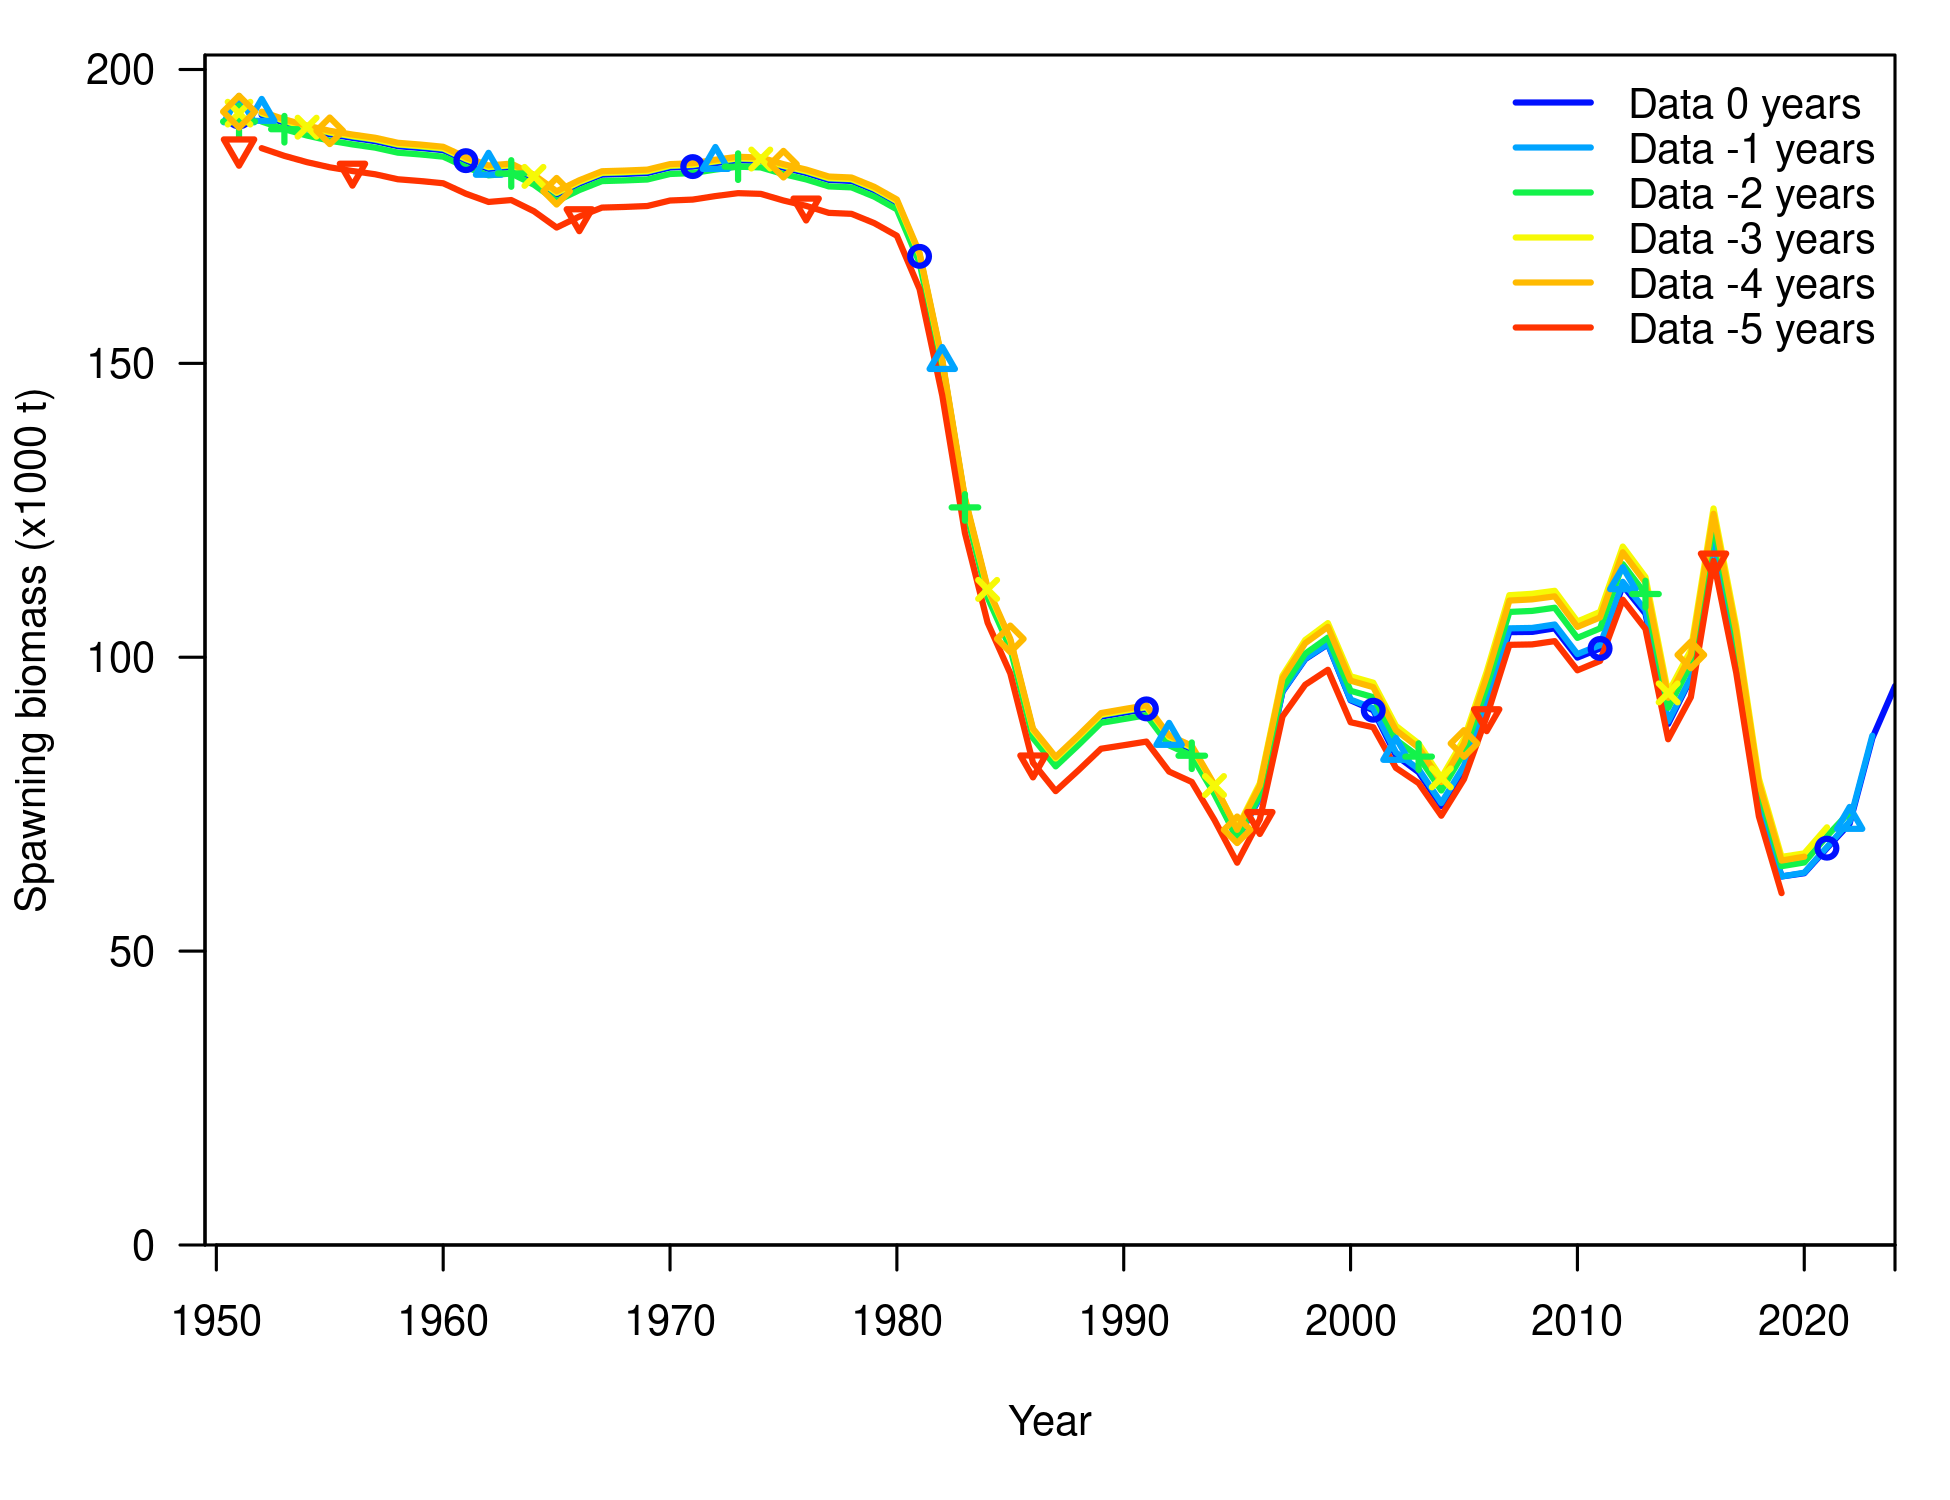 200
150
100
50
0
Spawning biomass (x1000 t)
Data 0 years
Data -1 years
Data -2 years
Data -3 years
Data -4 years
Data -5 years
1950 1960 1970 1980 1990 2000 2010 2020
Year